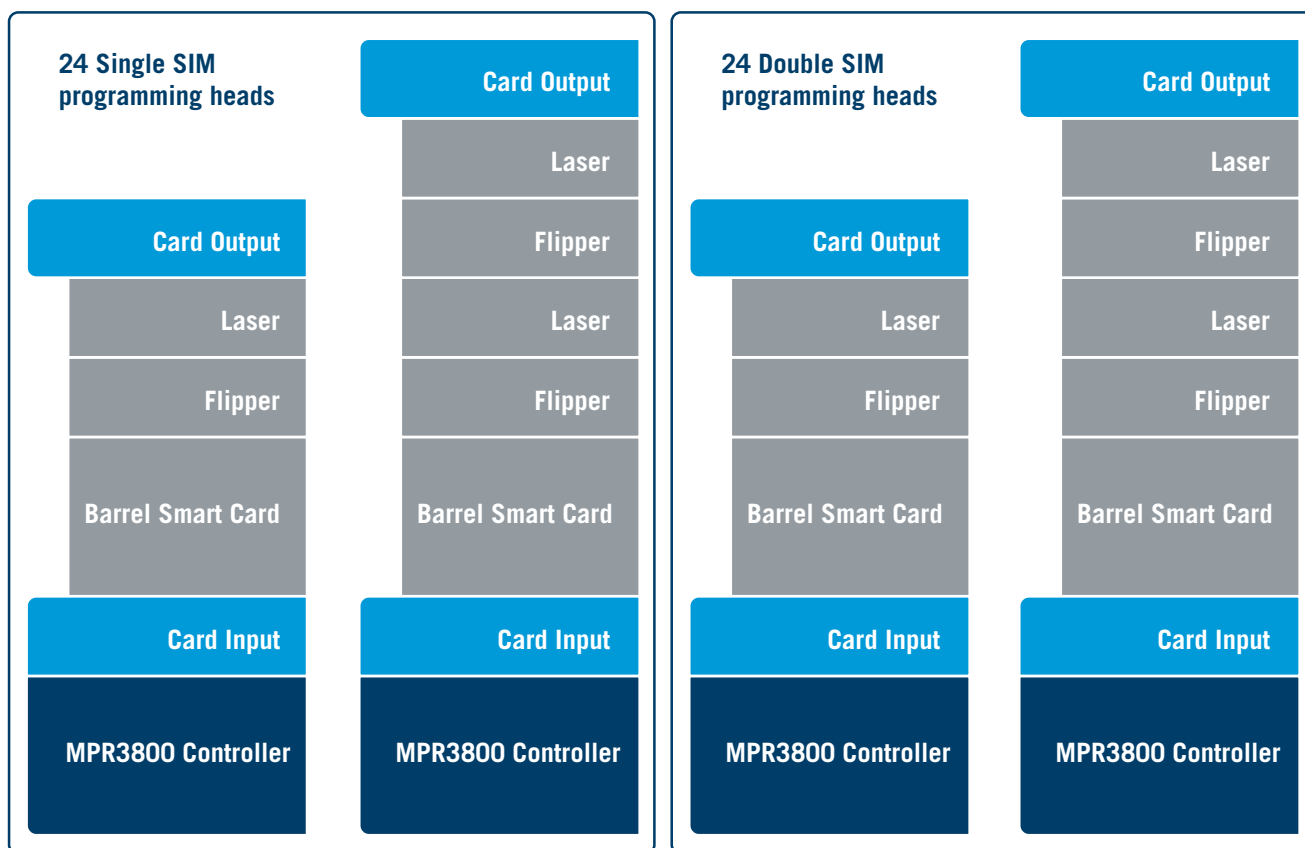 24 Single SIM
programming heads
Card Output
Laser
Flipper
Barrel Smart Card
Card Input
MPR3800 Controller
Card Output
Laser
Flipper
Laser
Flipper
Barrel Smart Card
Card Input
MPR3800 Controller
24 Double SIM
programming heads
Card Output
Laser
Flipper
Barrel Smart Card
Card Input
MPR3800 Controller
Card Output
Laser
Flipper
Laser
Flipper
Barrel Smart Card
Card Input
MPR3800 Controller